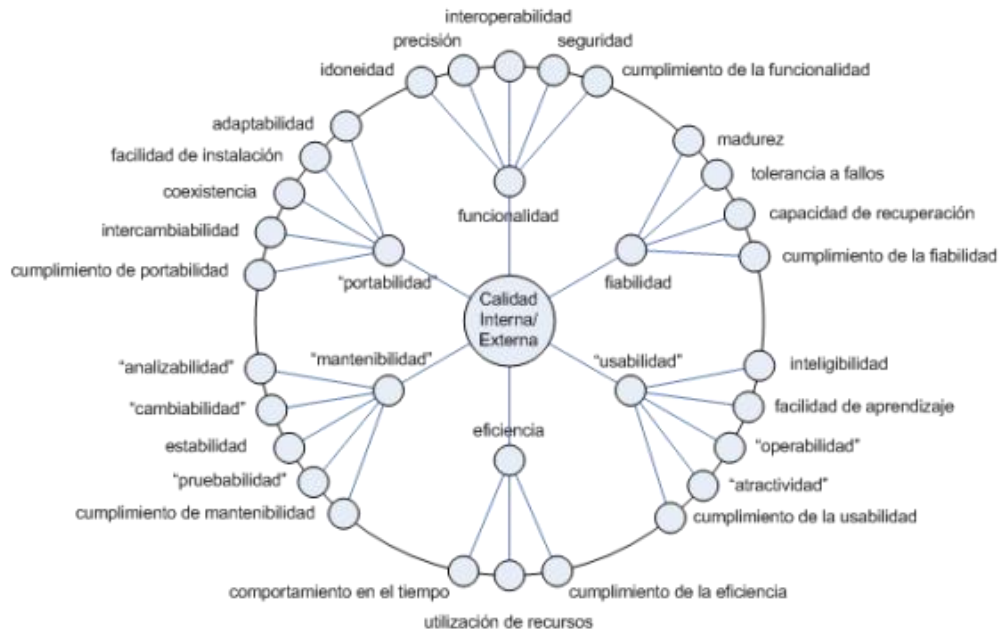 interoperabilidad
precisión
seguridad
idoneidad
cumplimiento de la funcionalidad
adaptabilidad
madurez
facilidad de instalación
tolerancia a fallos
coexistencia
capacidad de recuperación
funcionalidad
intercambiabilidad
cumplimiento de la fiabilidad
cumplimiento de portabilidad
"portabilidad"
fiabilidad
Calidad
Interna/
Externa
"mantenibilidad"
"usabilidad"
"analizabilidad"
inteligibilidad
"cambiabilidad"
facilidad de aprendizaje
eficiencia
estabilidad
"operabilidad"
"pruebabilidad"
"atractividad"
cumplimiento de mantenibilidad
cumplimiento de la usabilidad
comportamiento en el tiempo
cumplimiento de la eficiencia
utilización de recursos